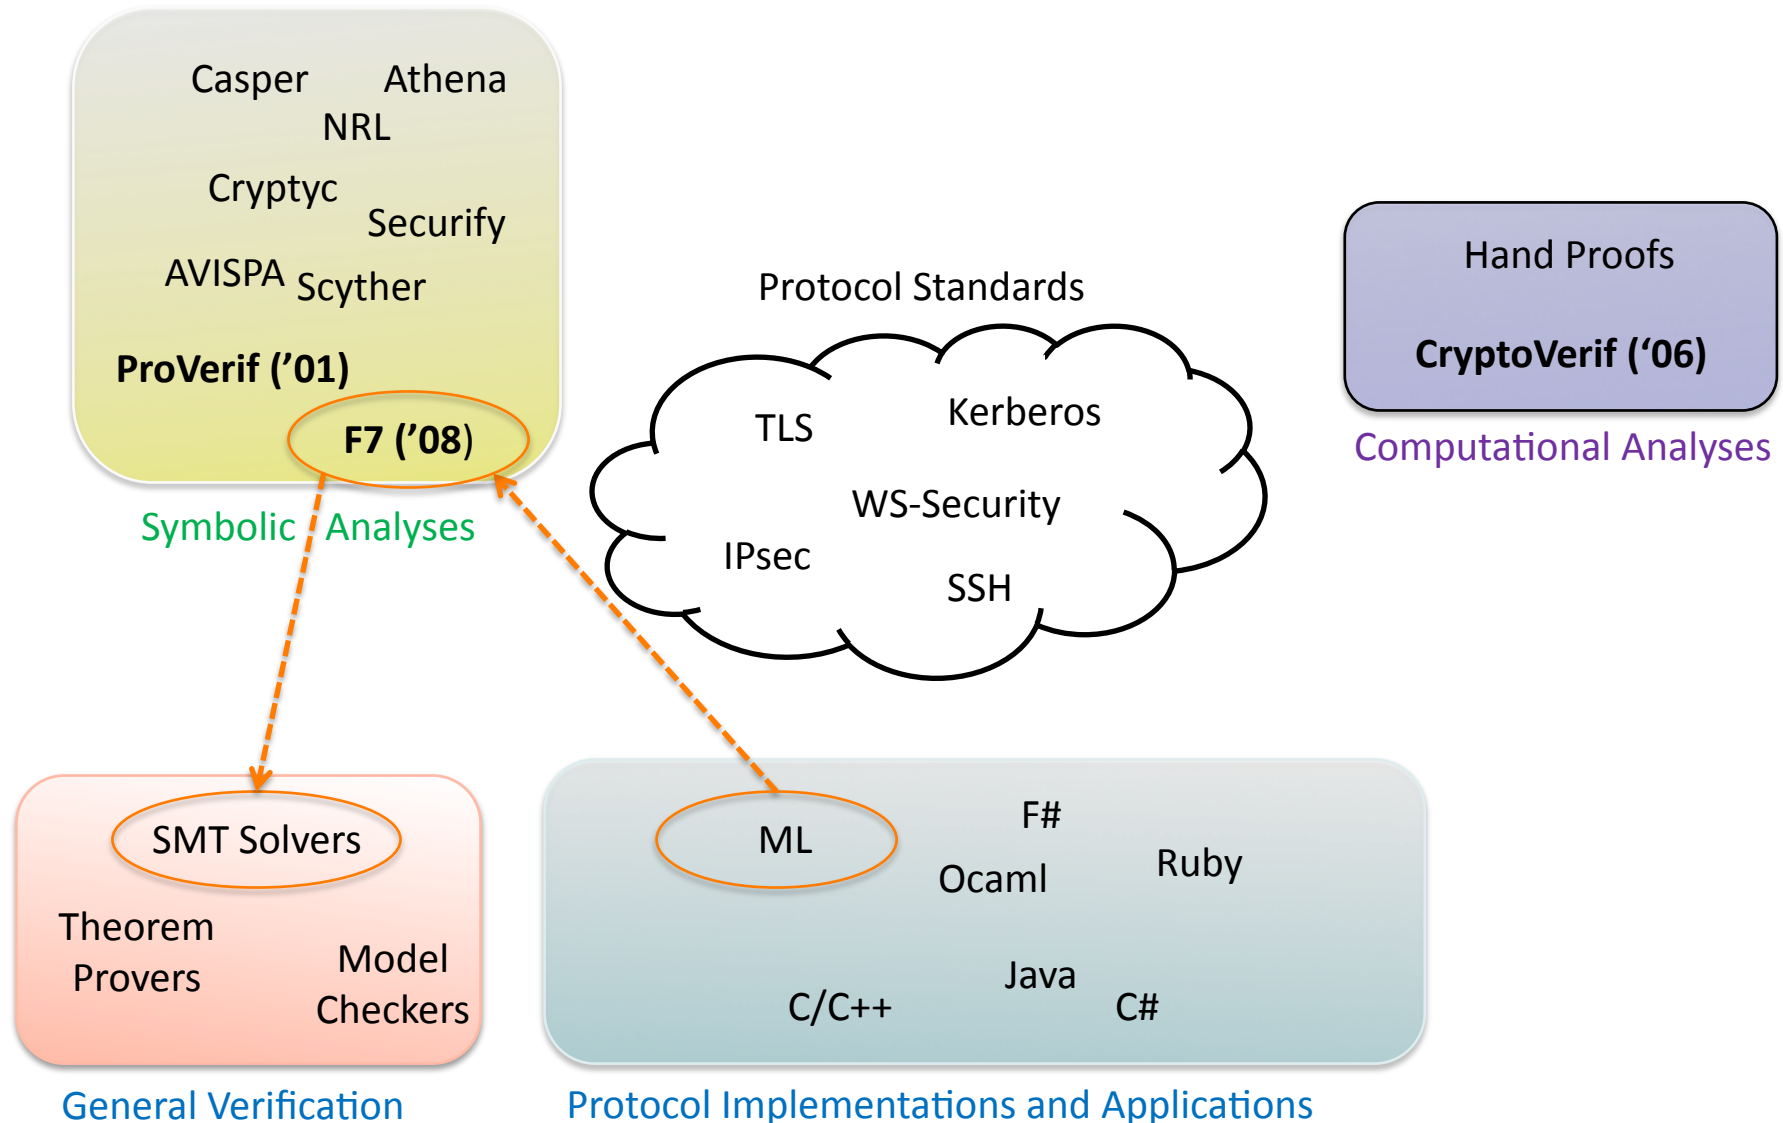 Casper
Athena
NRL
Cryptyc
Securify
AVISPA
Scyther
ProVerif (’01)
F7 (’08)
Symbolic Analyses
Protocol Standards
TLS
Kerberos
WS-Security
IPsec
SSH
Hand Proofs
CryptoVerif (‘06)
Computational Analyses
SMT Solvers
Theorem
Provers
Model
Checkers
General Verification
ML
F#
Ocaml
Ruby
Java
C/C++
C#
Protocol Implementations and Applications